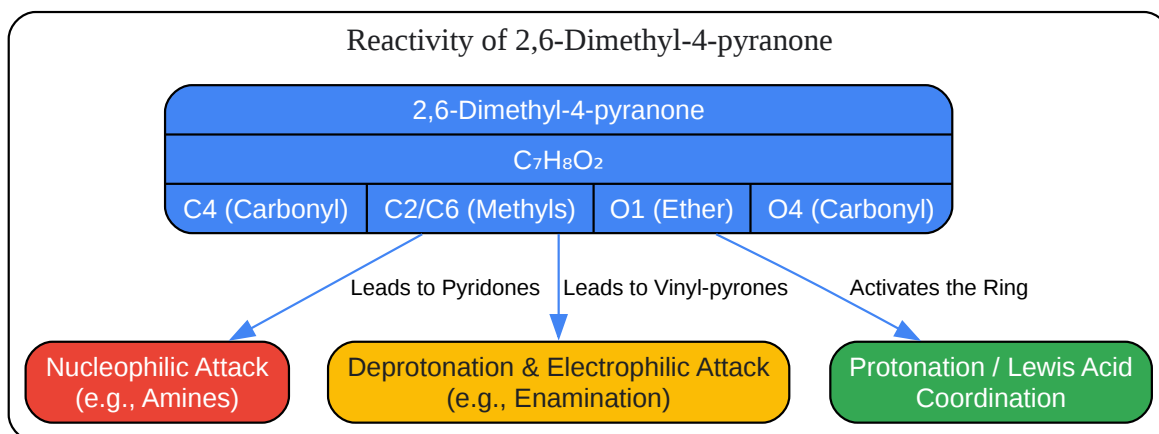 Reactivity of 2,6-Dimethyl-4-pyranone
2,6-Dimethyl-4-pyranone
C₇H₈O₂
C4 (Carbonyl) C2/C6 (Methyls) O1 (Ether) O4 (Carbonyl)
Leads to Pyridones Leads to Vinyl-pyrones Activates the Ring
Nucleophilic Attack
(e.g., Amines)
Deprotonation & Electrophilic Attack
(e.g., Enamination)
Protonation / Lewis Acid
Coordination